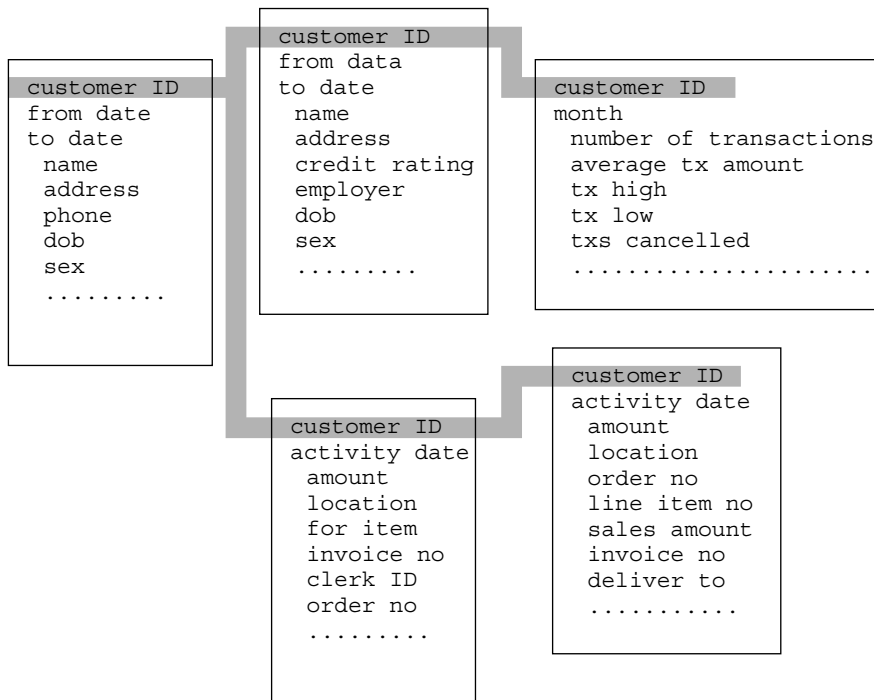 customer ID
from date
to date
name
address
phone
dob
sex
.........
customer ID
from data
to date
name
address
credit rating
employer
dob
sex
.........
customer ID
month
number of transactions
average tx amount
tx high
tx low
txs cancelled
......................
customer ID
activity date
amount
location
for item
invoice no
clerk ID
order no
.........
customer ID
activity date
amount
location
order no
line item no
sales amount
invoice no
deliver to
...........